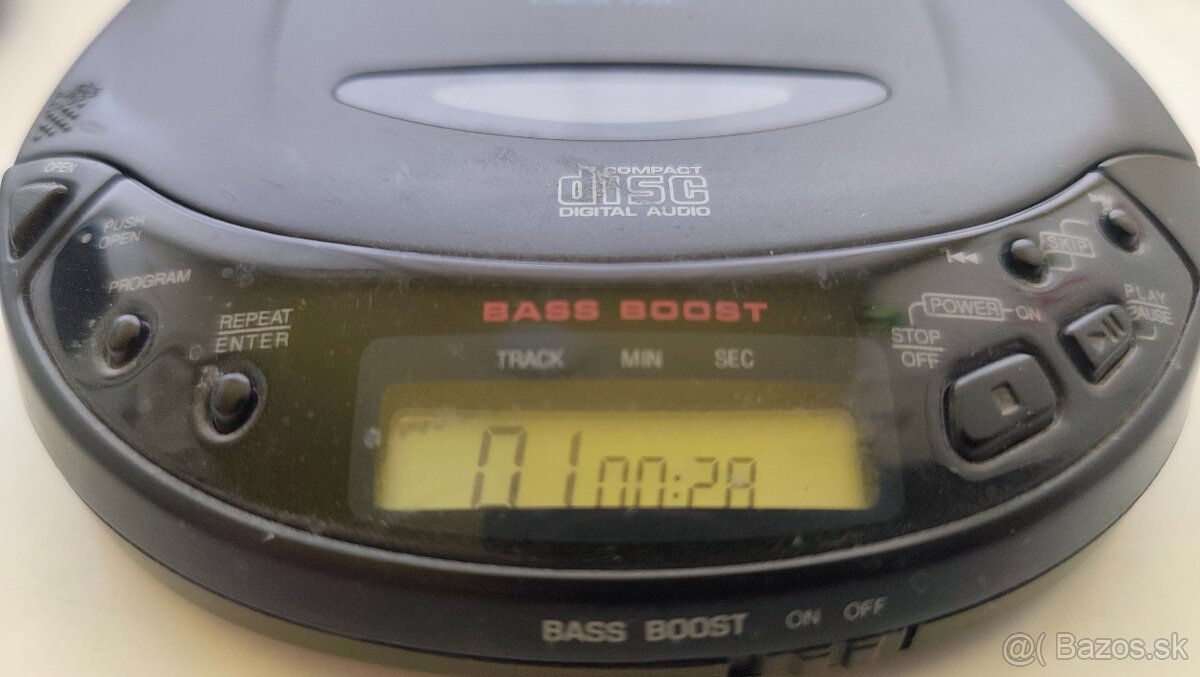 COMPACT
disc
DIGITAL AUDIO
OPEN
PUSH
OPEN
PROGRAM
REPEAT
ENTER
BASS BOOST
SKIP
POWER
ON
STOP
OFF
PLAY
PAUSE
TRACK MIN SEC
01 00:28
BASS BOOST ON OFF
@( Bazos.sk